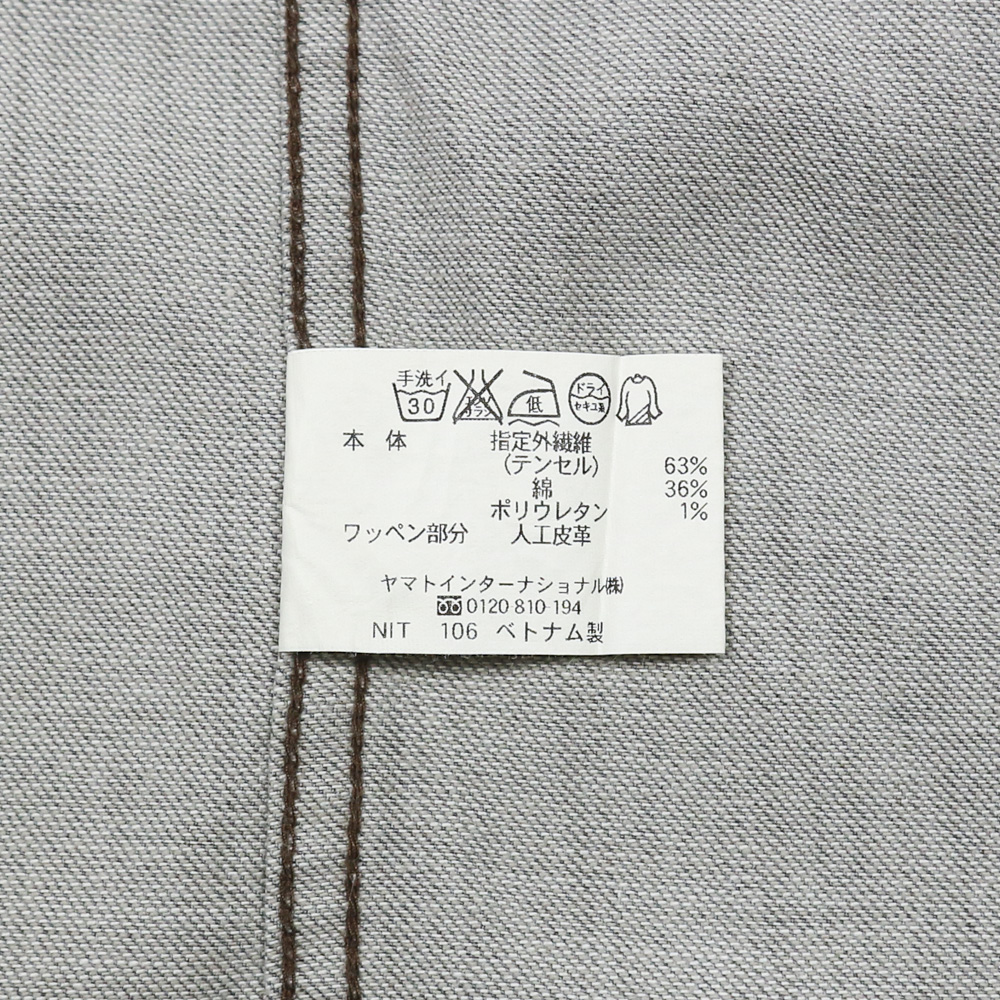 手洗イ
30
低
ドライ
セキユ系
本体 指定外繊維
(テンセル) 63%
綿 36%
ポリウレタン 1%
ワッペン部分 人工皮革
ヤマトインターナショナル㈱
0120-810-194
NIT 106 ベトナム製